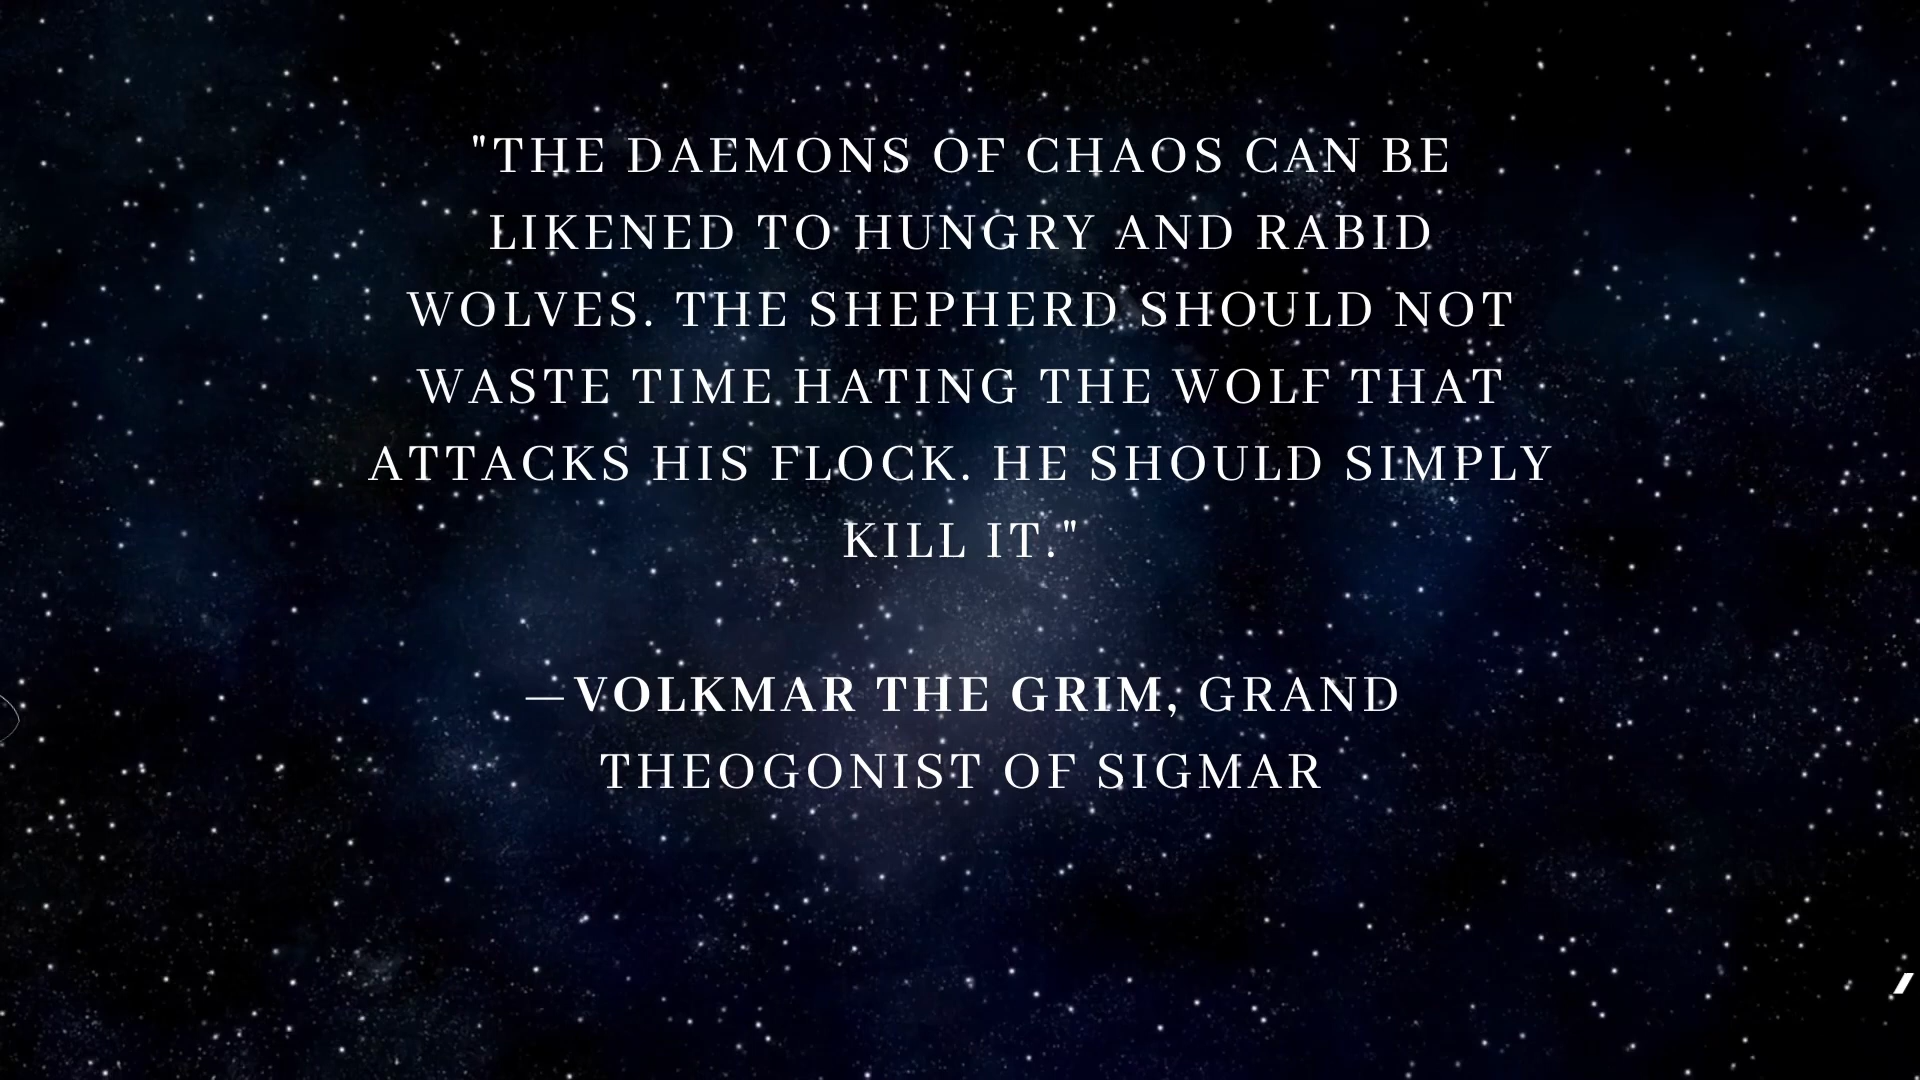 "THE DAEMONS OF CHAOS CAN BE
LIKENED TO HUNGRY AND RABID
WOLVES. THE SHEPHERD SHOULD NOT
WASTE TIME HATING THE WOLF THAT
ATTACKS HIS FLOCK. HE SHOULD SIMPLY
KILL IT."
—VOLKMAR THE GRIM, GRAND
THEOGONIST OF SIGMAR